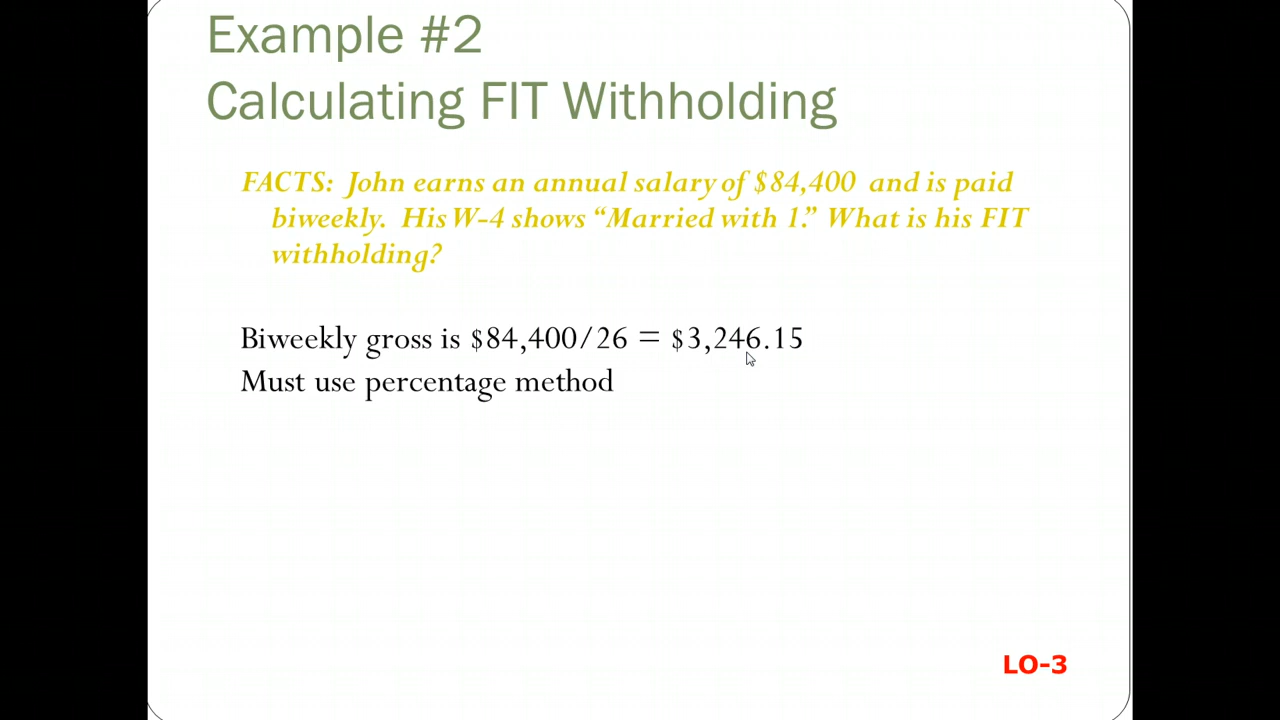 Example #2
Calculating FIT Withholding
FACTS: John earns an annual salary of $84,400 and is paid
biweekly. His W-4 shows “Married with 1.” What is his FIT
withholding?
Biweekly gross is $84,400/26 = $3,246.15
Must use percentage method
LO-3